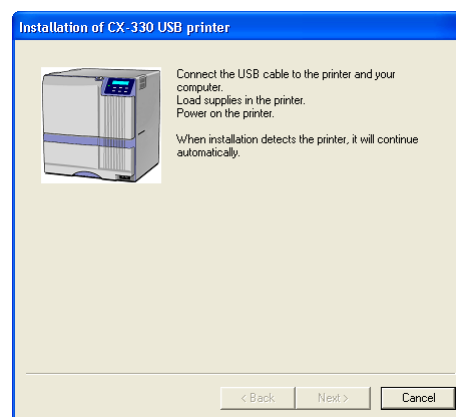 Installation of CX-330 USB printer
Connect the USB cable to the printer and your
computer.
Load supplies in the printer.
Power on the printer.
When installation detects the printer, it will continue
automatically.
< Back
Next >
Cancel